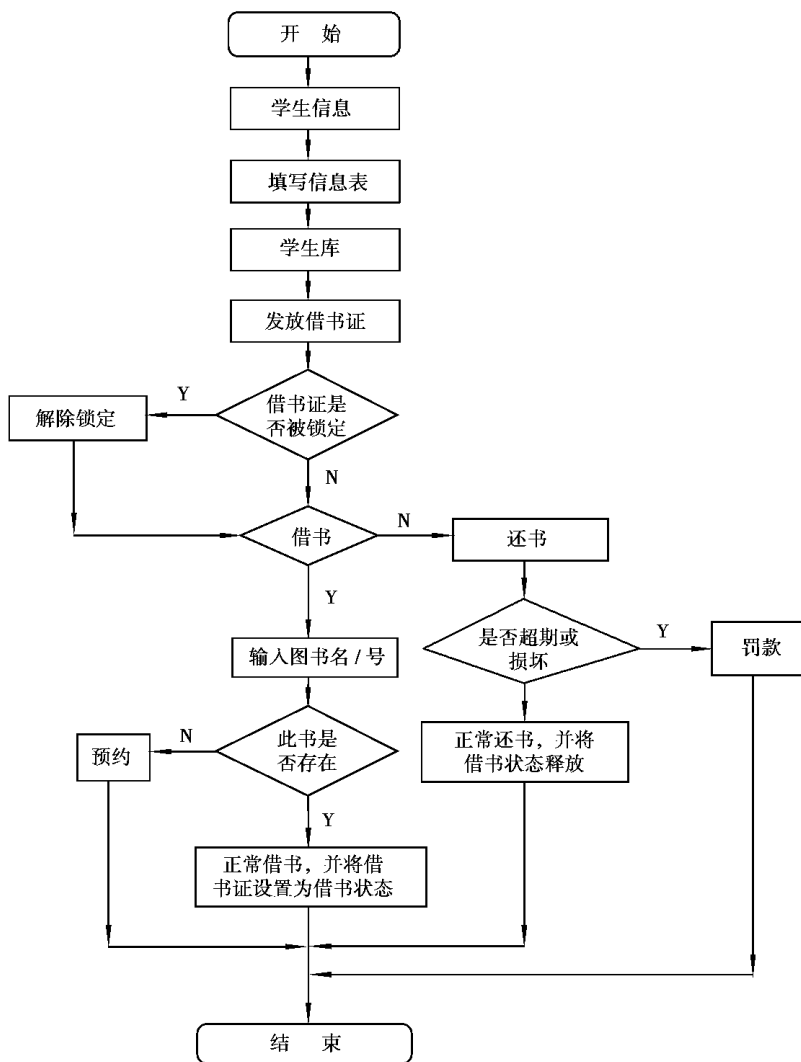 开 始
学生信息
填写信息表
学生库
发放借书证
借书证是
否被锁定
Y
解除锁定
N
借书
N
还书
Y
是否超期或
损坏
Y
罚款
输入图书名 / 号
此书是
否存在
N
预约
正常还书，并将
借书状态释放
Y
正常借书，并将借
书证设置为借书状态
结 束